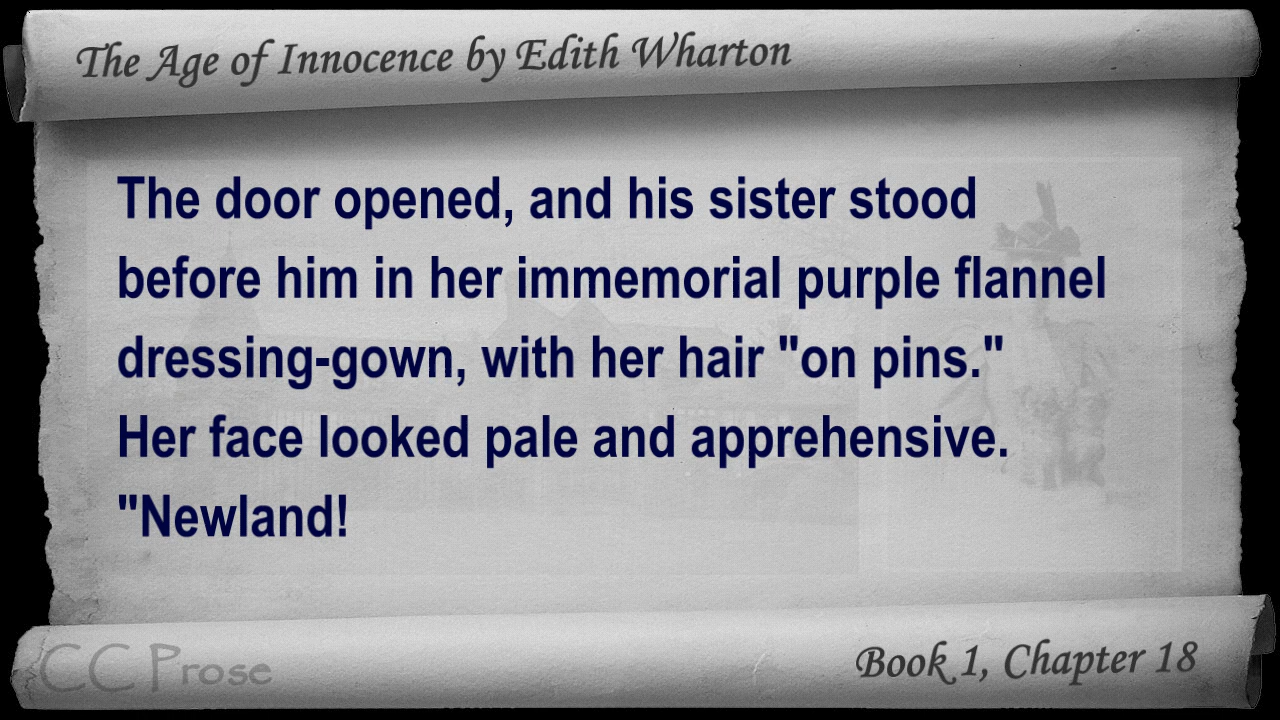 The Age of Innocence by Edith Wharton
The door opened, and his sister stood
before him in her immemorial purple flannel
dressing-gown, with her hair "on pins."
Her face looked pale and apprehensive.
"Newland!
CC Prose
Book 1, Chapter 18